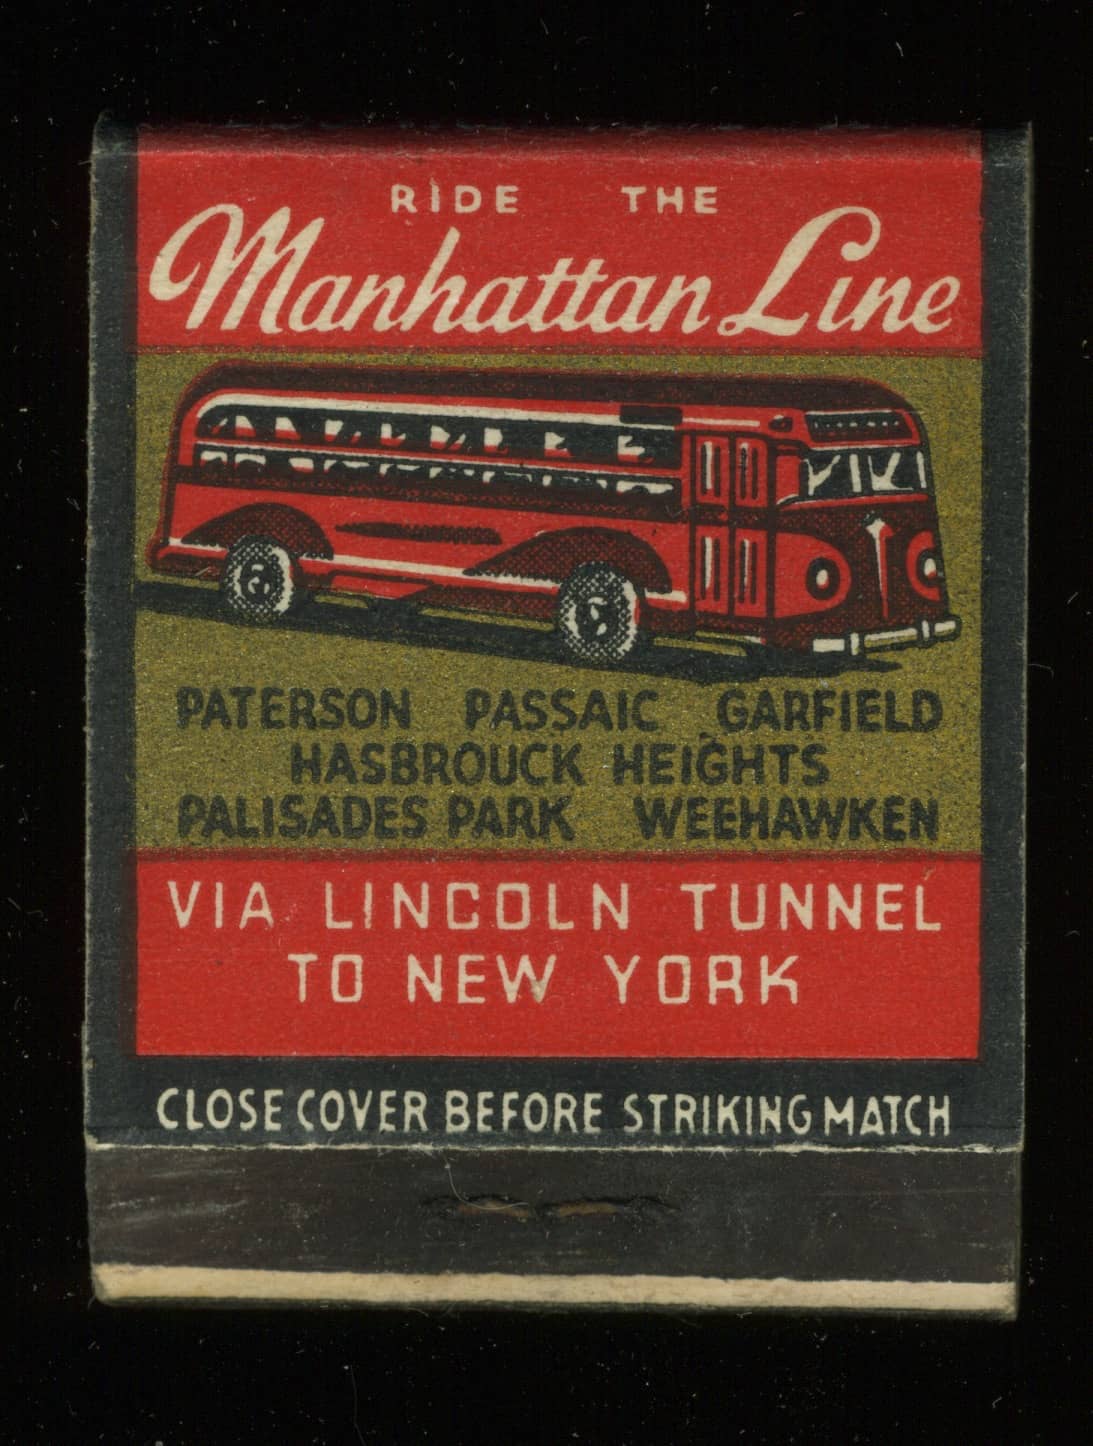 RIDE THE
Manhattan Line
PATERSON PASSAIC GARFIELD
HASBROUCK HEIGHTS
PALISADES PARK WEEHAWKEN
VIA LINCOLN TUNNEL
TO NEW YORK
CLOSE COVER BEFORE STRIKING MATCH